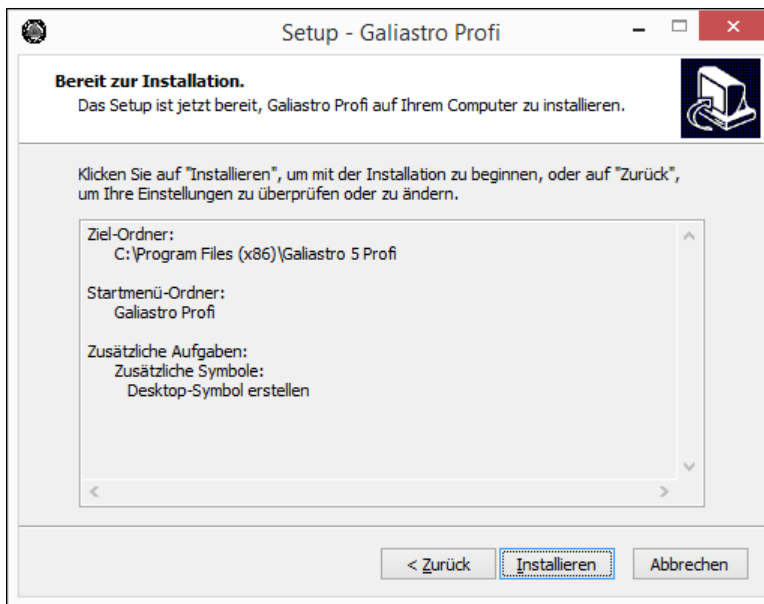 Setup - Galiastro Profi
Bereit zur Installation.
Das Setup ist jetzt bereit, Galiastro Profi auf Ihrem Computer zu installieren.
Klicken Sie auf "Installieren", um mit der Installation zu beginnen, oder auf "Zurück",
um Ihre Einstellungen zu überprüfen oder zu ändern.
Ziel-Ordner:
C:\Program Files (x86)\Galiastro 5 Profi
Startmenü-Ordner:
Galiastro Profi
Zusätzliche Aufgaben:
Zusätzliche Symbole:
Desktop-Symbol erstellen
< Zurück Installieren Abbrechen